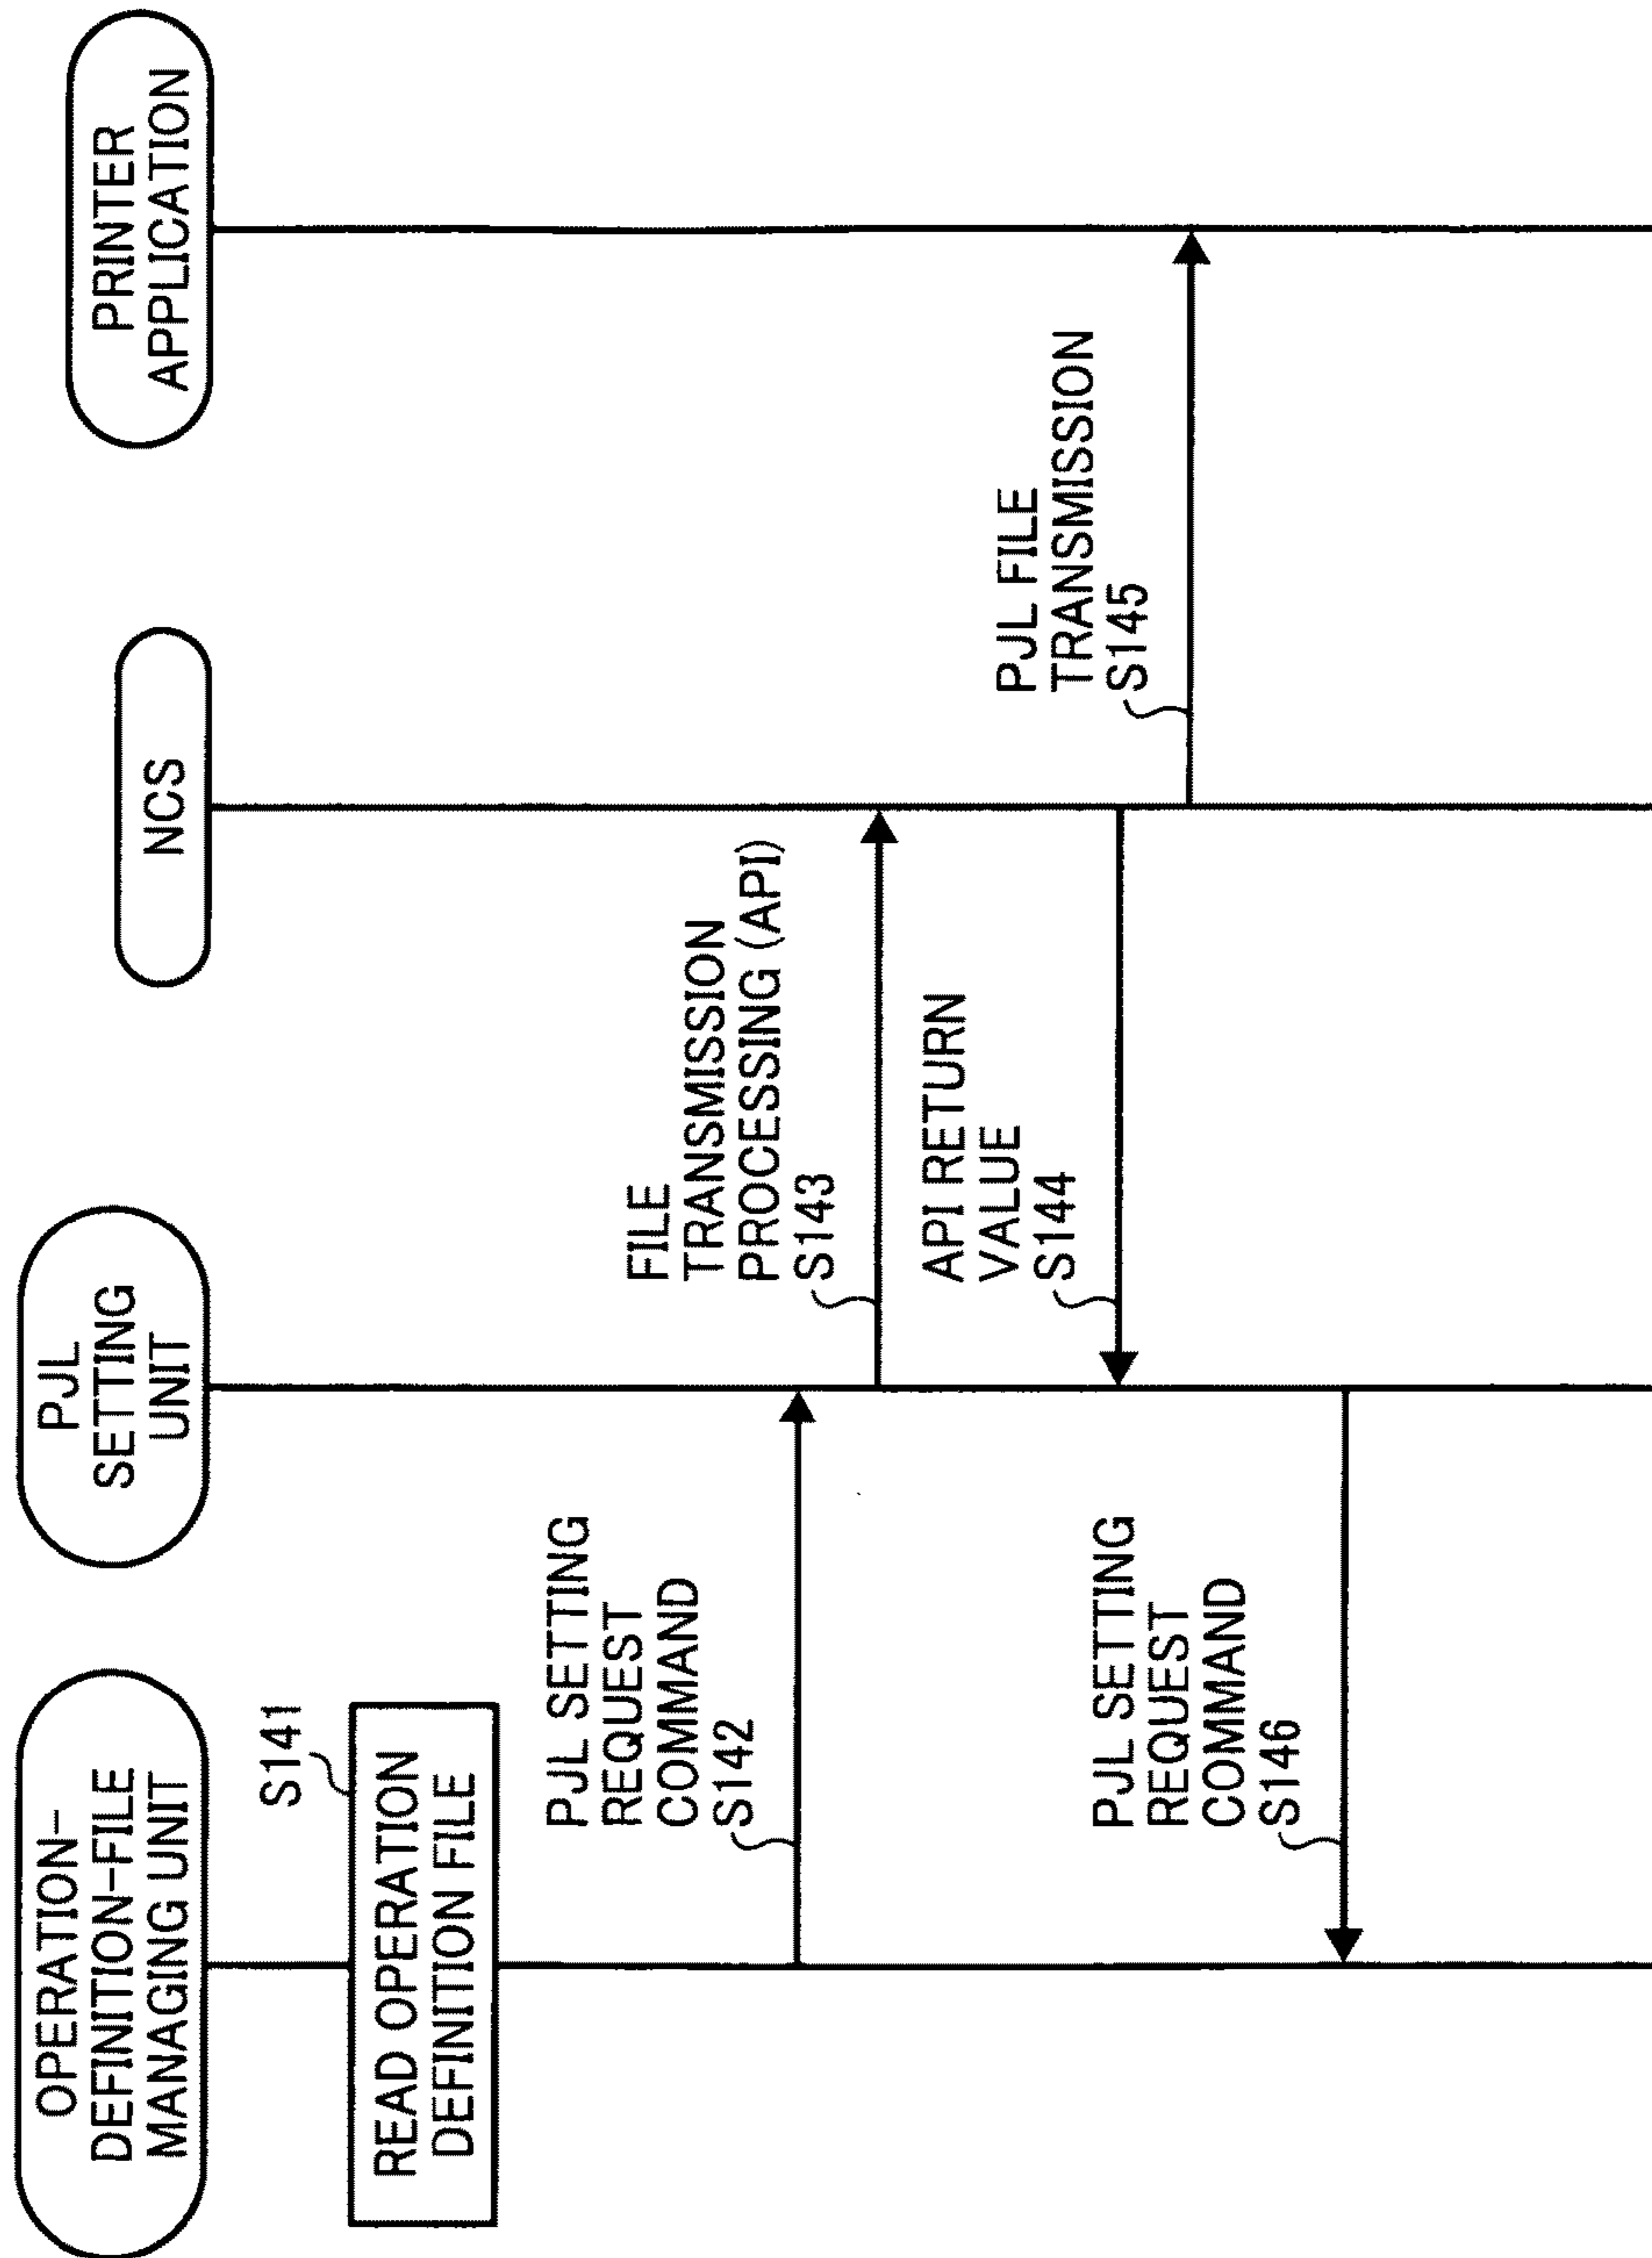 OPERATION-
DEFINITION-FILE
MANAGING UNIT
PJL
SETTING
UNIT
NCS
PRINTER
APPLICATION
S141
READ OPERATION
DEFINITION FILE
PJL SETTING
REQUEST
COMMAND
S142
FILE
TRANSMISSION
PROCESSING (API)
S143
API RETURN
VALUE
S144
PJL FILE
TRANSMISSION
S145
PJL SETTING
REQUEST
COMMAND
S146